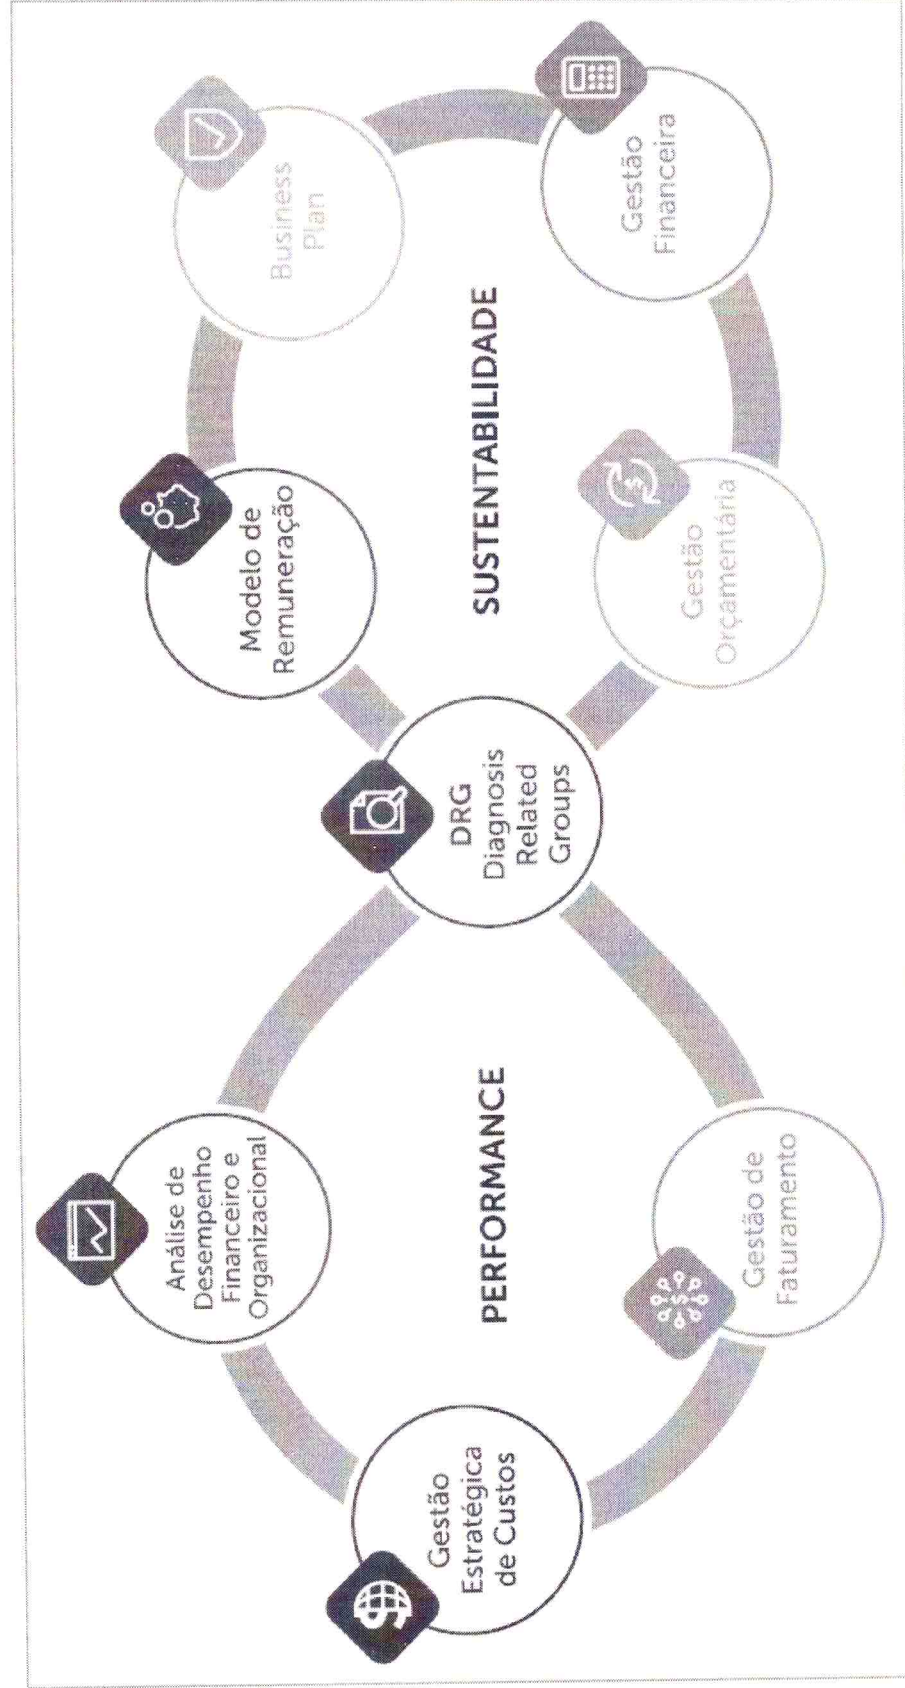 Análise de
Desempenho
Financeiro e
Organizacional
Gestão
Estratégica
de Custos
PERFORMANCE
Gestão de
Faturamento
DRG
Diagnosis
Related
Groups
Modelo de
Remuneração
Business
Plan
SUSTENTABILIDADE
Gestão
Orçamentária
Gestão
Financeira